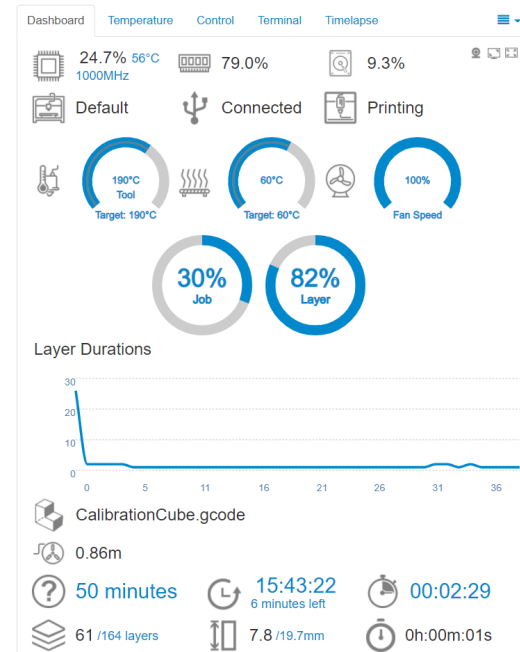 Dashboard Temperature Control Terminal Timelapse
24.7% 56°C
1000MHz
79.0%
9.3%
Default
Connected
Printing
190°C
Tool
Target: 190°C
60°C
Target: 60°C
100%
Fan Speed
30%
Job
82%
Layer
Layer Durations
30
20
10
0
0 5 11 16 21 26 31 36
CalibrationCube.gcode
0.86m
50 minutes
15:43:22
6 minutes left
00:02:29
61 /164 layers
7.8 /19.7mm
0h:00m:01s